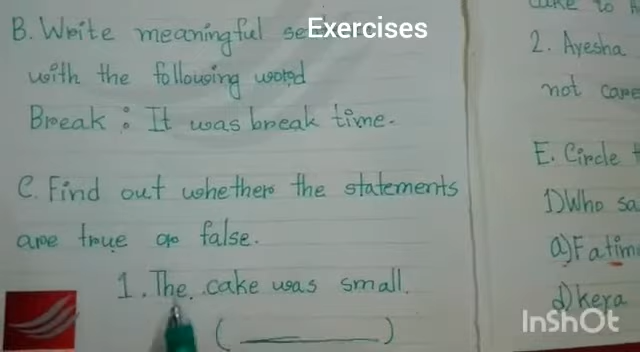 Exercises
B. Write meaningful
with the following word
Break : It was break time.
C. Find out whether the statements
are true or false.
1. The cake was small.
(
)
2. Ayesha
not care
E. Circle
1) Who sa
a) Fatim
d) kera
InShOt